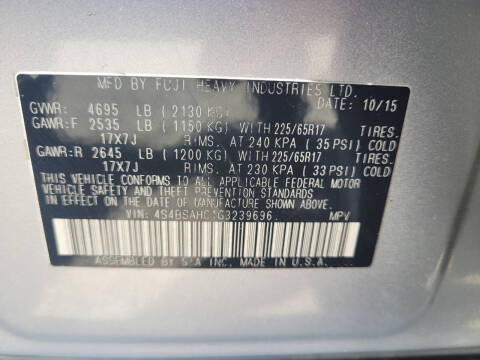 MFD BY FUJI HEAVY INDUSTRIES LTD.
GVWR: 4695 LB (2130 KG) DATE: 10/15
GAWR:F 2535 LB (1150 KG) WITH 225/65R17 TIRES.
17X7J RIMS. AT 240 KPA (35 PSI) COLD
GAWR:R 2645 LB (1200 KG) WITH 225/65R17 TIRES.
17X7J RIMS. AT 230 KPA (33 PSI) COLD
THIS VEHICLE CONFORMS TO ALL APPLICABLE FEDERAL MOTOR
VEHICLE SAFETY AND THEFT PREVENTION STANDARDS
IN EFFECT ON THE DATE OF MANUFACTURE SHOWN ABOVE.
VIN: MPV
ASSEMBLED BY SIA INC. MADE IN U.S.A.